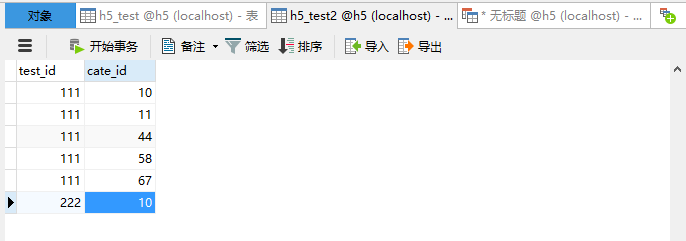 对象 h5_test @h5 (localhost) - 表 h5_test2 @h5 (localhost) - ... * 无标题 @h5 (localhost) - ...
开始事务 备注 筛选 排序 导入 导出
test_id cate_id
111 10
111 11
111 44
111 58
111 67
222 10